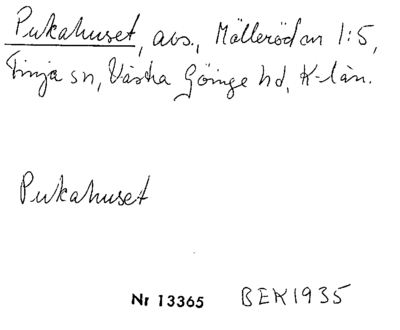 Pukahuset, avs., Mölleröd nr 1:5,
Finja sn, Västra Göinge hd, K-län.
Pukahuset
Nr 13365 BEK1935